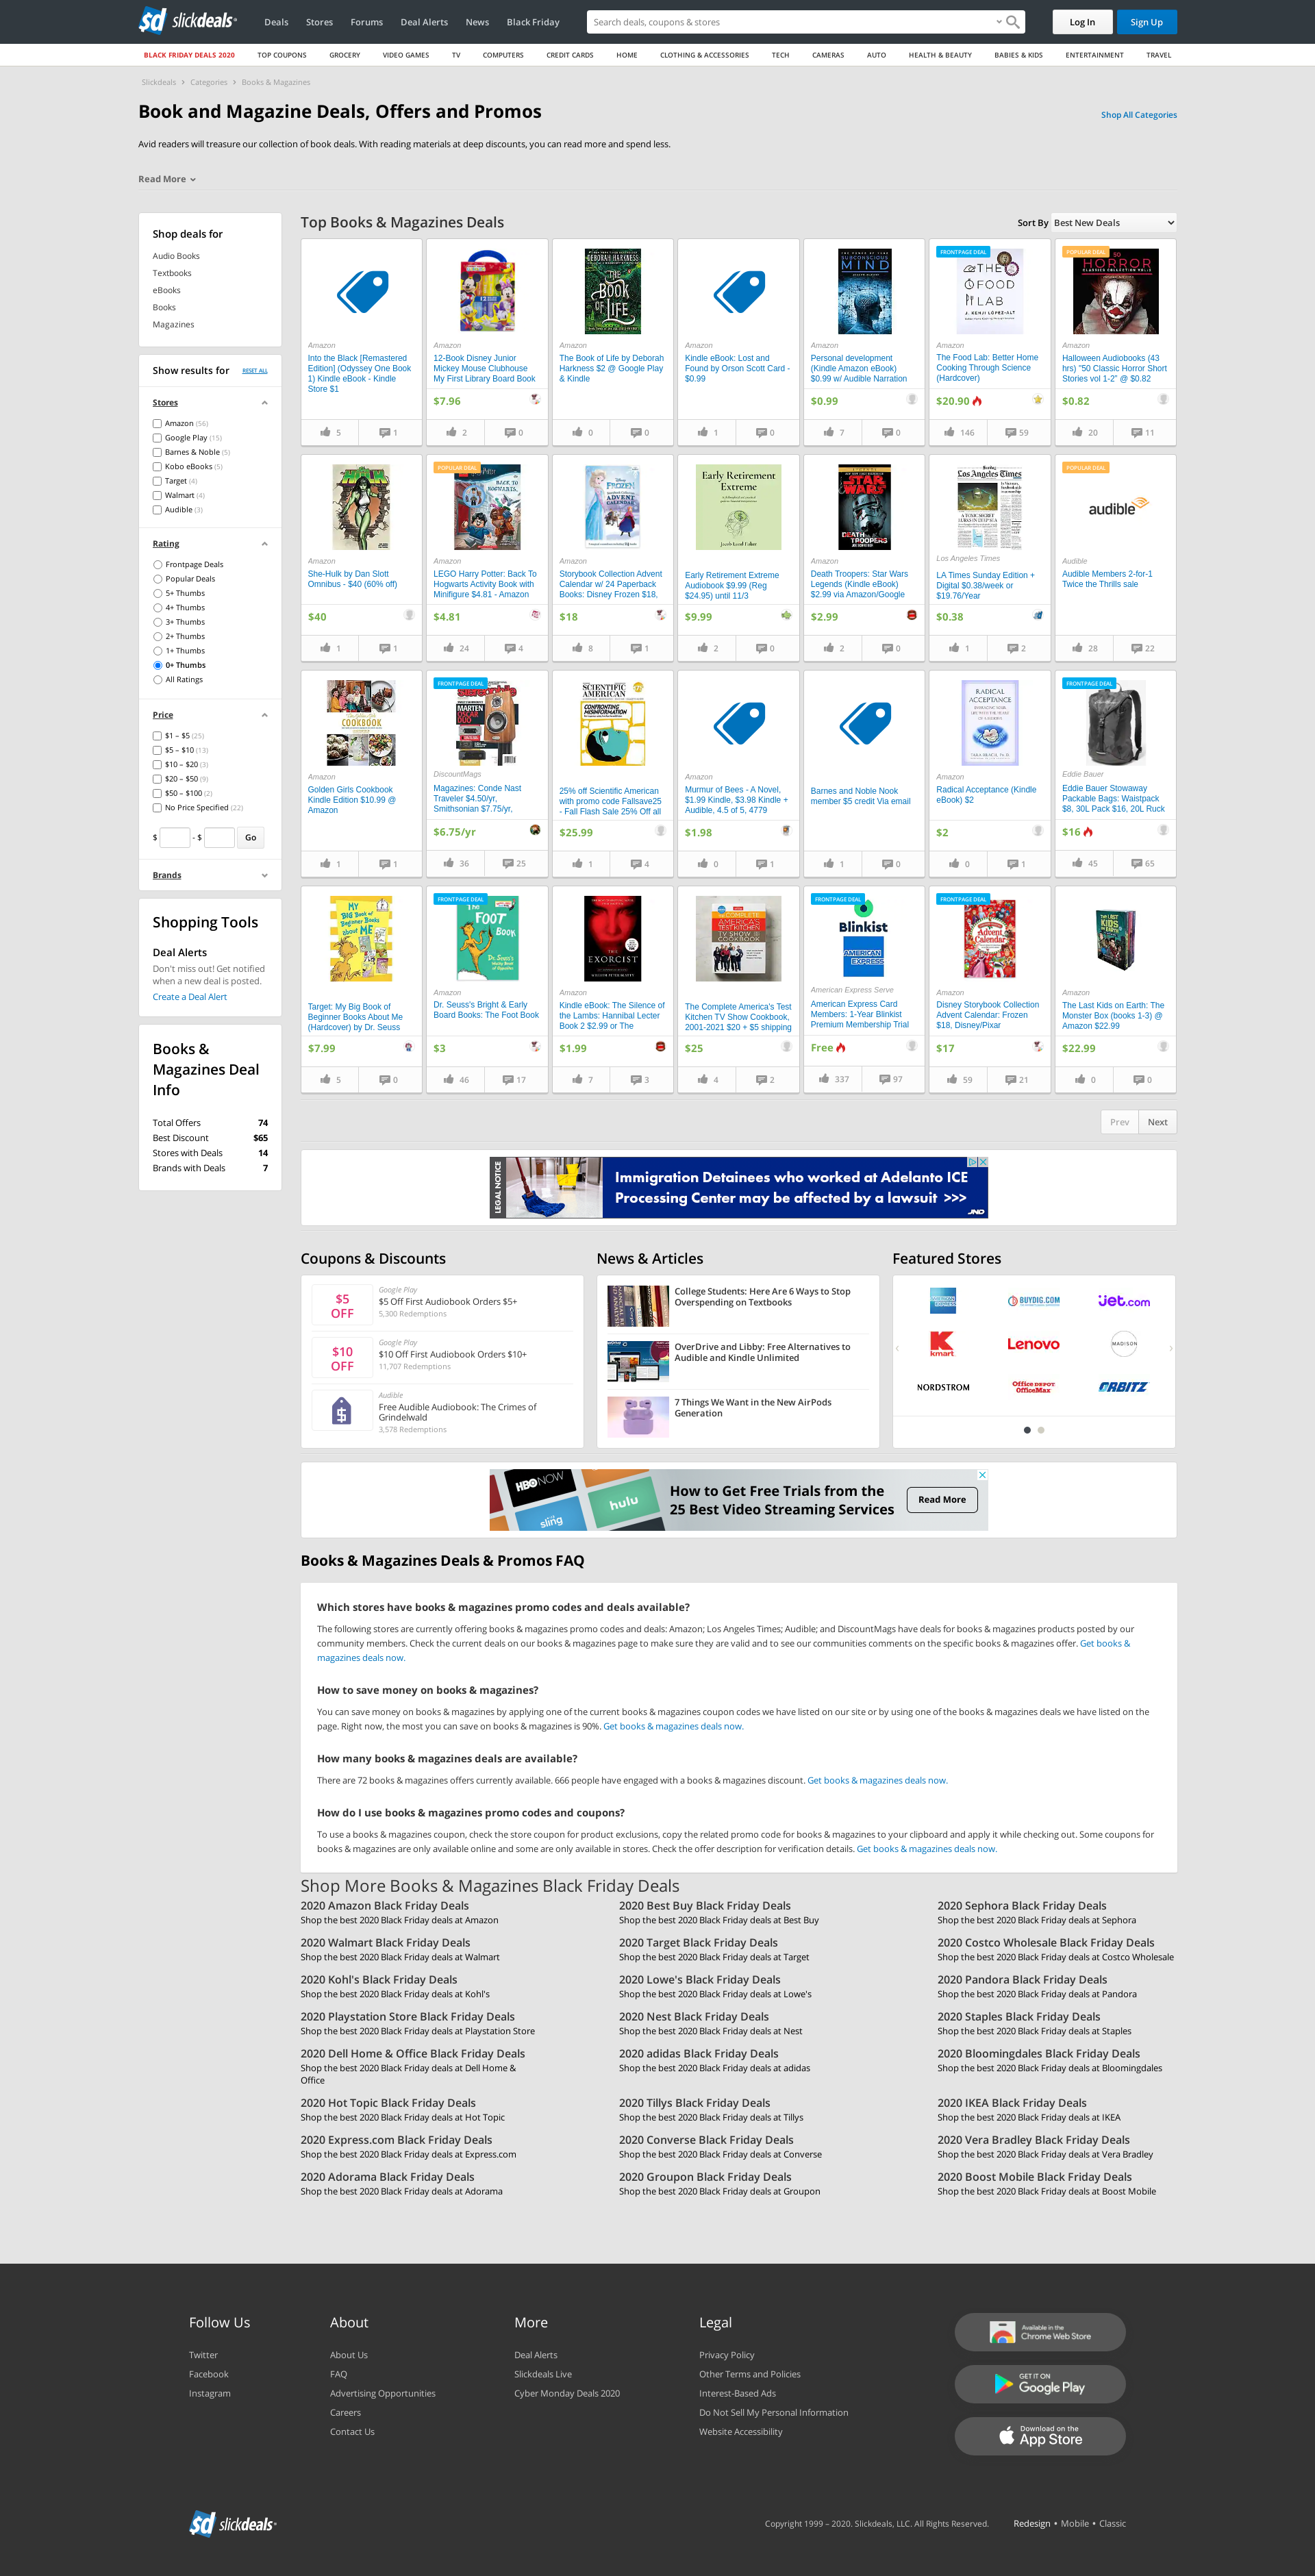 slickdeals
Deals
Stores
Forums
Deal Alerts
News
Black Friday
Search deals, coupons & stores
Log In
Sign Up
BLACK FRIDAY DEALS 2020
TOP COUPONS
GROCERY
VIDEO GAMES
TV
COMPUTERS
CREDIT CARDS
HOME
CLOTHING & ACCESSORIES
TECH
CAMERAS
AUTO
HEALTH & BEAUTY
BABIES & KIDS
ENTERTAINMENT
TRAVEL
Slickdeals > Categories > Books & Magazines
Book and Magazine Deals, Offers and Promos
Shop All Categories
Avid readers will treasure our collection of book deals. With reading materials at deep discounts, you can read more and spend less.
Read More
Shop deals for
Audio Books
Textbooks
eBooks
Books
Magazines
Show results for
RESET ALL
Stores
Amazon (56)
Google Play (15)
Barnes & Noble (5)
Kobo eBooks (5)
Target (4)
Walmart (4)
Audible (3)
Rating
Frontpage Deals
Popular Deals
5+ Thumbs
4+ Thumbs
3+ Thumbs
2+ Thumbs
1+ Thumbs
0+ Thumbs
All Ratings
Price
$1 – $5 (25)
$5 – $10 (13)
$10 – $20 (3)
$20 – $50 (9)
$50 – $100 (2)
No Price Specified (22)
$ - $ Go
Brands
Shopping Tools
Deal Alerts
Don't miss out! Get notified
when a new deal is posted.
Create a Deal Alert
Books &
Magazines Deal
Info
Total Offers 74
Best Discount $65
Stores with Deals 14
Brands with Deals 7
Top Books & Magazines Deals
Sort By Best New Deals
Amazon
Into the Black [Remastered
Edition] (Odyssey One Book
1) Kindle eBook - Kindle
Store $1
5 1
Amazon
12-Book Disney Junior
Mickey Mouse Clubhouse
My First Library Board Book
$7.96
2 0
DEBORAH HARKNESS
THE BOOK OF LIFE
Amazon
The Book of Life by Deborah
Harkness $2 @ Google Play
& Kindle
0 0
Amazon
Kindle eBook: Lost and
Found by Orson Scott Card -
$0.99
1 0
SUBCONSCIOUS
MIND
Amazon
Personal development
(Kindle Amazon eBook)
$0.99 w/ Audible Narration
$0.99
7 0
FRONTPAGE DEAL
THE FOOD LAB
J. KENJI LÓPEZ-ALT
Amazon
The Food Lab: Better Home
Cooking Through Science
(Hardcover)
$20.90
146 59
POPULAR DEAL
HORROR
Amazon
Halloween Audiobooks (43
hrs) "50 Classic Horror Short
Stories vol 1-2" @ $0.82
$0.82
20 11
Amazon
She-Hulk by Dan Slott
Omnibus - $40 (60% off)
$40
1 1
POPULAR DEAL
BACK TO HOGWARTS
Amazon
LEGO Harry Potter: Back To
Hogwarts Activity Book with
Minifigure $4.81 - Amazon
$4.81
24 4
FROZEN
ADVENT CALENDAR
Amazon
Storybook Collection Advent
Calendar w/ 24 Paperback
Books: Disney Frozen $18,
$18
8 1
Early Retirement
Extreme
Jacob Lund Fisker
Early Retirement Extreme
Audiobook $9.99 (Reg
$24.95) until 11/3
$9.99
2 0
STAR WARS
DEATH TROOPERS
Amazon
Death Troopers: Star Wars
Legends (Kindle eBook)
$2.99 via Amazon/Google
$2.99
2 0
Los Angeles Times
Los Angeles Times
LA Times Sunday Edition +
Digital $0.38/week or
$19.76/Year
$0.38
1 2
POPULAR DEAL
audible
Audible
Audible Members 2-for-1
Twice the Thrills sale
28 22
COOKBOOK
Amazon
Golden Girls Cookbook
Kindle Edition $10.99 @
Amazon
1 1
FRONTPAGE DEAL
MARTEN
DiscountMags
Magazines: Conde Nast
Traveler $4.50/yr,
Smithsonian $7.75/yr,
$6.75/yr
36 25
SCIENTIFIC AMERICAN
CONFRONTING MISINFORMATION
25% off Scientific American
with promo code Fallsave25
- Fall Flash Sale 25% Off all
$25.99
1 4
Amazon
Murmur of Bees - A Novel,
$1.99 Kindle, $3.98 Kindle +
Audible, 4.5 of 5, 4779
$1.98
0 1
Barnes and Noble Nook
member $5 credit Via email
1 0
RADICAL ACCEPTANCE
Amazon
Radical Acceptance (Kindle
eBook) $2
$2
0 1
FRONTPAGE DEAL
Eddie Bauer
Eddie Bauer Stowaway
Packable Bags: Waistpack
$8, 30L Pack $16, 20L Ruck
$16
45 65
MY BIG BOOK of Beginner Books about ME
Target: My Big Book of
Beginner Books About Me
(Hardcover) by Dr. Seuss
$7.99
5 0
FRONTPAGE DEAL
The FOOT BOOK
Amazon
Dr. Seuss's Bright & Early
Board Books: The Foot Book
$3
46 17
THE EXORCIST
Amazon
Kindle eBook: The Silence of
the Lambs: Hannibal Lecter
Book 2 $2.99 or The
$1.99
7 3
COMPLETE
AMERICA'S
TEST KITCHEN
TV SHOW
COOKBOOK
The Complete America's Test
Kitchen TV Show Cookbook,
2001-2021 $20 + $5 shipping
$25
4 2
FRONTPAGE DEAL
Blinkist
AMERICAN EXPRESS
American Express Serve
American Express Card
Members: 1-Year Blinkist
Premium Membership Trial
Free
337 97
FRONTPAGE DEAL
Advent Calendar
Amazon
Disney Storybook Collection
Advent Calendar: Frozen
$18, Disney/Pixar
$17
59 21
Amazon
The Last Kids on Earth: The
Monster Box (books 1-3) @
Amazon $22.99
$22.99
0 0
Prev Next
LEGAL NOTICE
Immigration Detainees who worked at Adelanto ICE
Processing Center may be affected by a lawsuit >>>
JND
Coupons & Discounts
$5
OFF
Google Play
$5 Off First Audiobook Orders $5+
5,300 Redemptions
$10
OFF
Google Play
$10 Off First Audiobook Orders $10+
11,707 Redemptions
Audible
Free Audible Audiobook: The Crimes of
Grindelwald
3,578 Redemptions
News & Articles
College Students: Here Are 6 Ways to Stop
Overspending on Textbooks
OverDrive and Libby: Free Alternatives to
Audible and Kindle Unlimited
7 Things We Want in the New AirPods
Generation
Featured Stores
AMERICAN EXPRESS
BUYDIG.COM
jet.com
kmart
Lenovo
MADISON
NORDSTROM
Office DEPOT
OfficeMax
ORBITZ
HBO NOW
hulu
sling
How to Get Free Trials from the
25 Best Video Streaming Services
Read More
Books & Magazines Deals & Promos FAQ
Which stores have books & magazines promo codes and deals available?
The following stores are currently offering books & magazines promo codes and deals: Amazon; Los Angeles Times; Audible; and DiscountMags have deals for books & magazines products posted by our
community members. Check the current deals on our books & magazines page to make sure they are valid and to see our communities comments on the specific books & magazines offer. Get books &
magazines deals now.
How to save money on books & magazines?
You can save money on books & magazines by applying one of the current books & magazines coupon codes we have listed on our site or by using one of the books & magazines deals we have listed on the
page. Right now, the most you can save on books & magazines is 90%. Get books & magazines deals now.
How many books & magazines deals are available?
There are 72 books & magazines offers currently available. 666 people have engaged with a books & magazines discount. Get books & magazines deals now.
How do I use books & magazines promo codes and coupons?
To use a books & magazines coupon, check the store coupon for product exclusions, copy the related promo code for books & magazines to your clipboard and apply it while checking out. Some coupons for
books & magazines are only available online and some are only available in stores. Check the offer description for verification details. Get books & magazines deals now.
Shop More Books & Magazines Black Friday Deals
2020 Amazon Black Friday Deals
Shop the best 2020 Black Friday deals at Amazon
2020 Best Buy Black Friday Deals
Shop the best 2020 Black Friday deals at Best Buy
2020 Sephora Black Friday Deals
Shop the best 2020 Black Friday deals at Sephora
2020 Walmart Black Friday Deals
Shop the best 2020 Black Friday deals at Walmart
2020 Target Black Friday Deals
Shop the best 2020 Black Friday deals at Target
2020 Costco Wholesale Black Friday Deals
Shop the best 2020 Black Friday deals at Costco Wholesale
2020 Kohl's Black Friday Deals
Shop the best 2020 Black Friday deals at Kohl's
2020 Lowe's Black Friday Deals
Shop the best 2020 Black Friday deals at Lowe's
2020 Pandora Black Friday Deals
Shop the best 2020 Black Friday deals at Pandora
2020 Playstation Store Black Friday Deals
Shop the best 2020 Black Friday deals at Playstation Store
2020 Nest Black Friday Deals
Shop the best 2020 Black Friday deals at Nest
2020 Staples Black Friday Deals
Shop the best 2020 Black Friday deals at Staples
2020 Dell Home & Office Black Friday Deals
Shop the best 2020 Black Friday deals at Dell Home &
Office
2020 adidas Black Friday Deals
Shop the best 2020 Black Friday deals at adidas
2020 Bloomingdales Black Friday Deals
Shop the best 2020 Black Friday deals at Bloomingdales
2020 Hot Topic Black Friday Deals
Shop the best 2020 Black Friday deals at Hot Topic
2020 Tillys Black Friday Deals
Shop the best 2020 Black Friday deals at Tillys
2020 IKEA Black Friday Deals
Shop the best 2020 Black Friday deals at IKEA
2020 Express.com Black Friday Deals
Shop the best 2020 Black Friday deals at Express.com
2020 Converse Black Friday Deals
Shop the best 2020 Black Friday deals at Converse
2020 Vera Bradley Black Friday Deals
Shop the best 2020 Black Friday deals at Vera Bradley
2020 Adorama Black Friday Deals
Shop the best 2020 Black Friday deals at Adorama
2020 Groupon Black Friday Deals
Shop the best 2020 Black Friday deals at Groupon
2020 Boost Mobile Black Friday Deals
Shop the best 2020 Black Friday deals at Boost Mobile
Follow Us
Twitter
Facebook
Instagram
About
About Us
FAQ
Advertising Opportunities
Careers
Contact Us
More
Deal Alerts
Slickdeals Live
Cyber Monday Deals 2020
Legal
Privacy Policy
Other Terms and Policies
Interest-Based Ads
Do Not Sell My Personal Information
Website Accessibility
Available in the
Chrome Web Store
GET IT ON
Google Play
Download on the
App Store
slickdeals
Copyright 1999 – 2020. Slickdeals, LLC. All Rights Reserved.
Redesign • Mobile • Classic